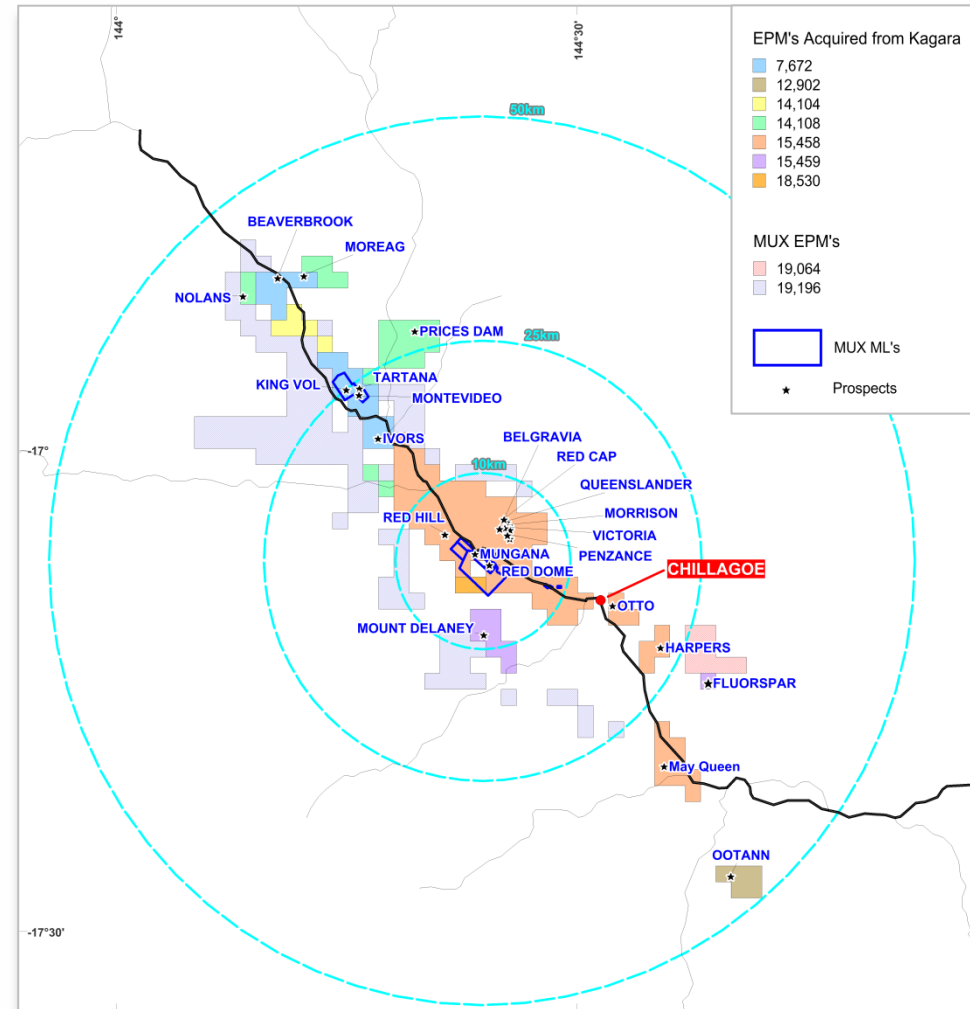 144°
144°30'
EPM's Acquired from Kagara
7,672
12,902
14,104
14,108
15,458
15,459
18,530
MUX EPM's
19,064
19,196
MUX ML's
Prospects
50km
BEAVERBROOK
MOREAG
NOLANS
PRICES DAM
25km
TARTANA
KING VOL
MONTEVIDEO
BELGRAVIA
IVORS
-17°
RED CAP
10km
QUEENSLANDER
MORRISON
RED HILL
VICTORIA
MUNGANA
PENZANCE
RED DOME
CHILLAGOE
OTTO
MOUNT DELANEY
HARPERS
FLUORSPAR
May Queen
OOTANN
-17°30'